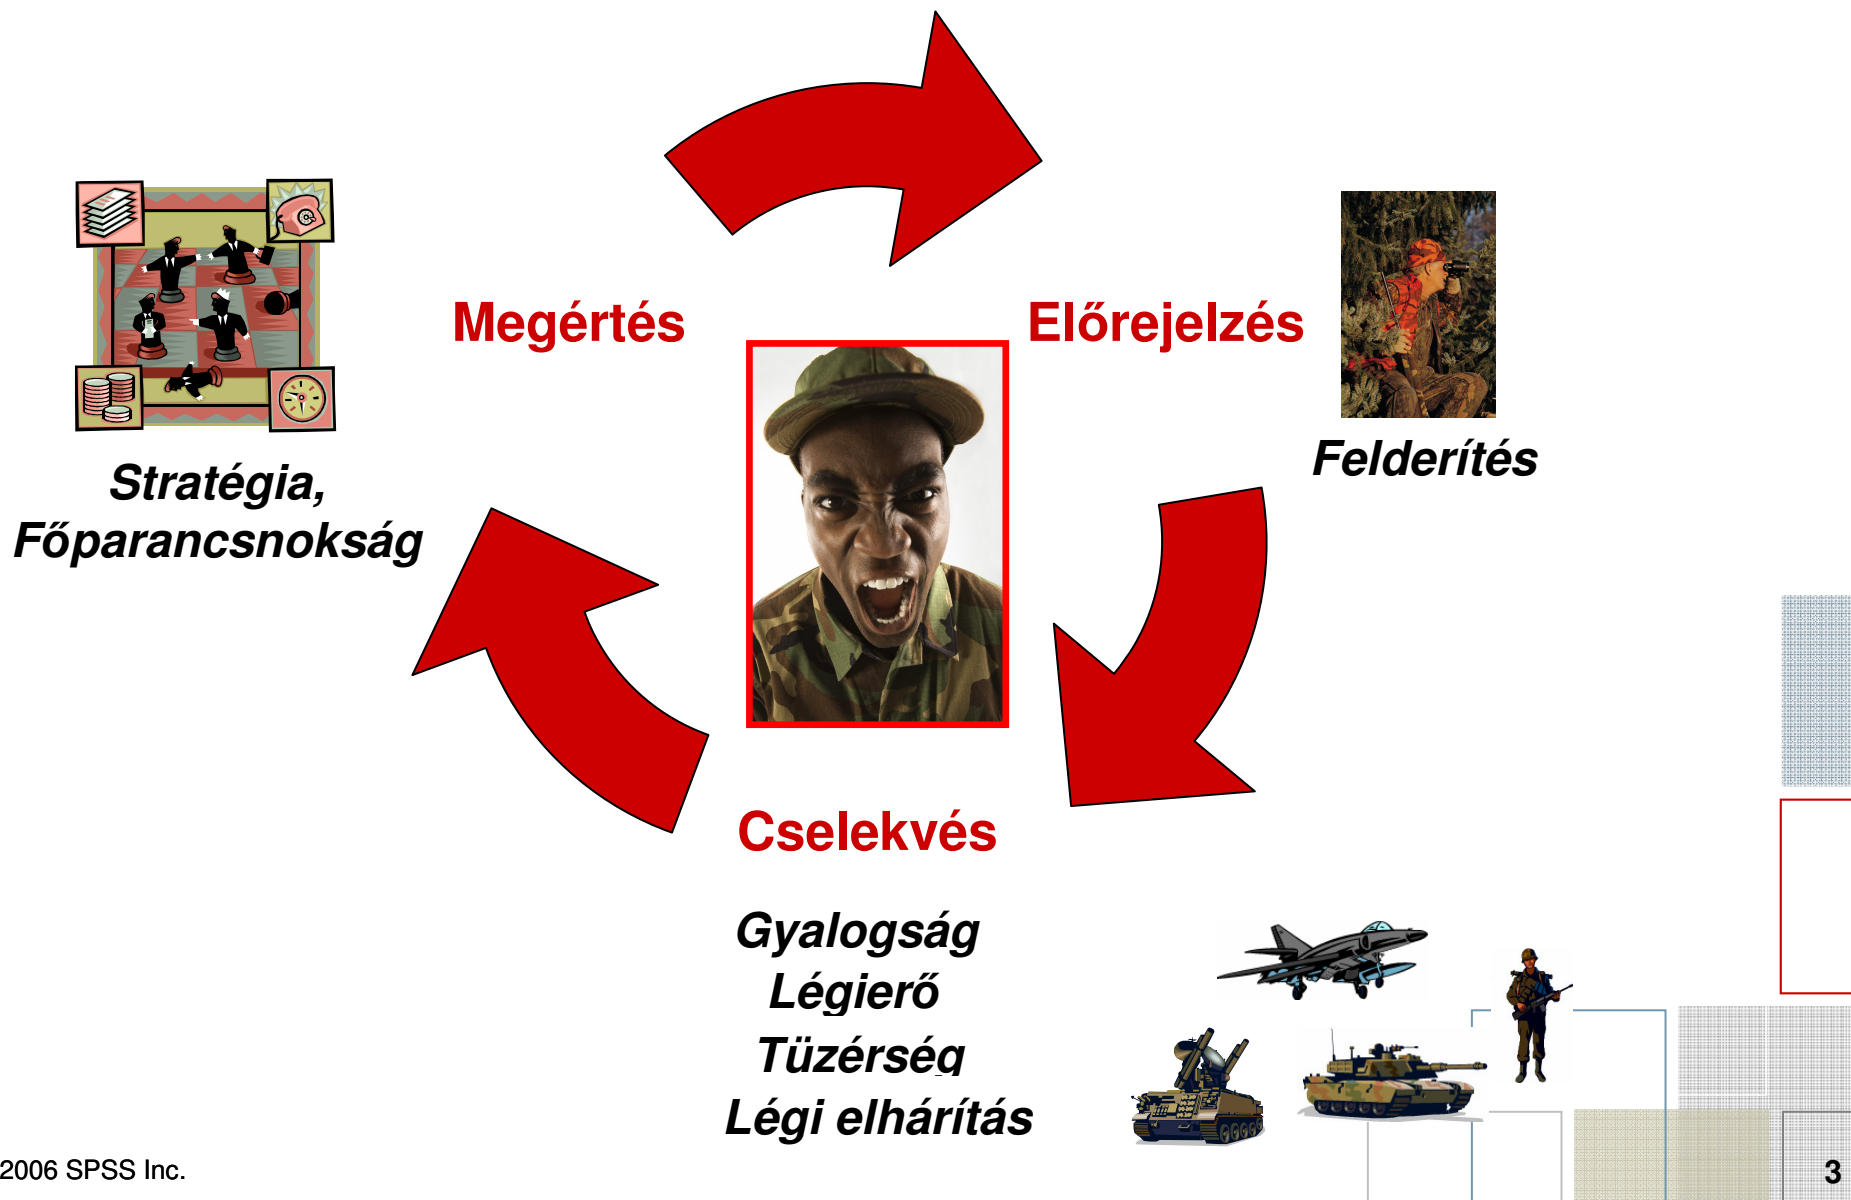 Megértés
Előrejelzés
Stratégia,
Főparancsnokság
Felderítés
Cselekvés
Gyalogság
Légierő
Tüzérség
Légi elhárítás
2006 SPSS Inc.
3